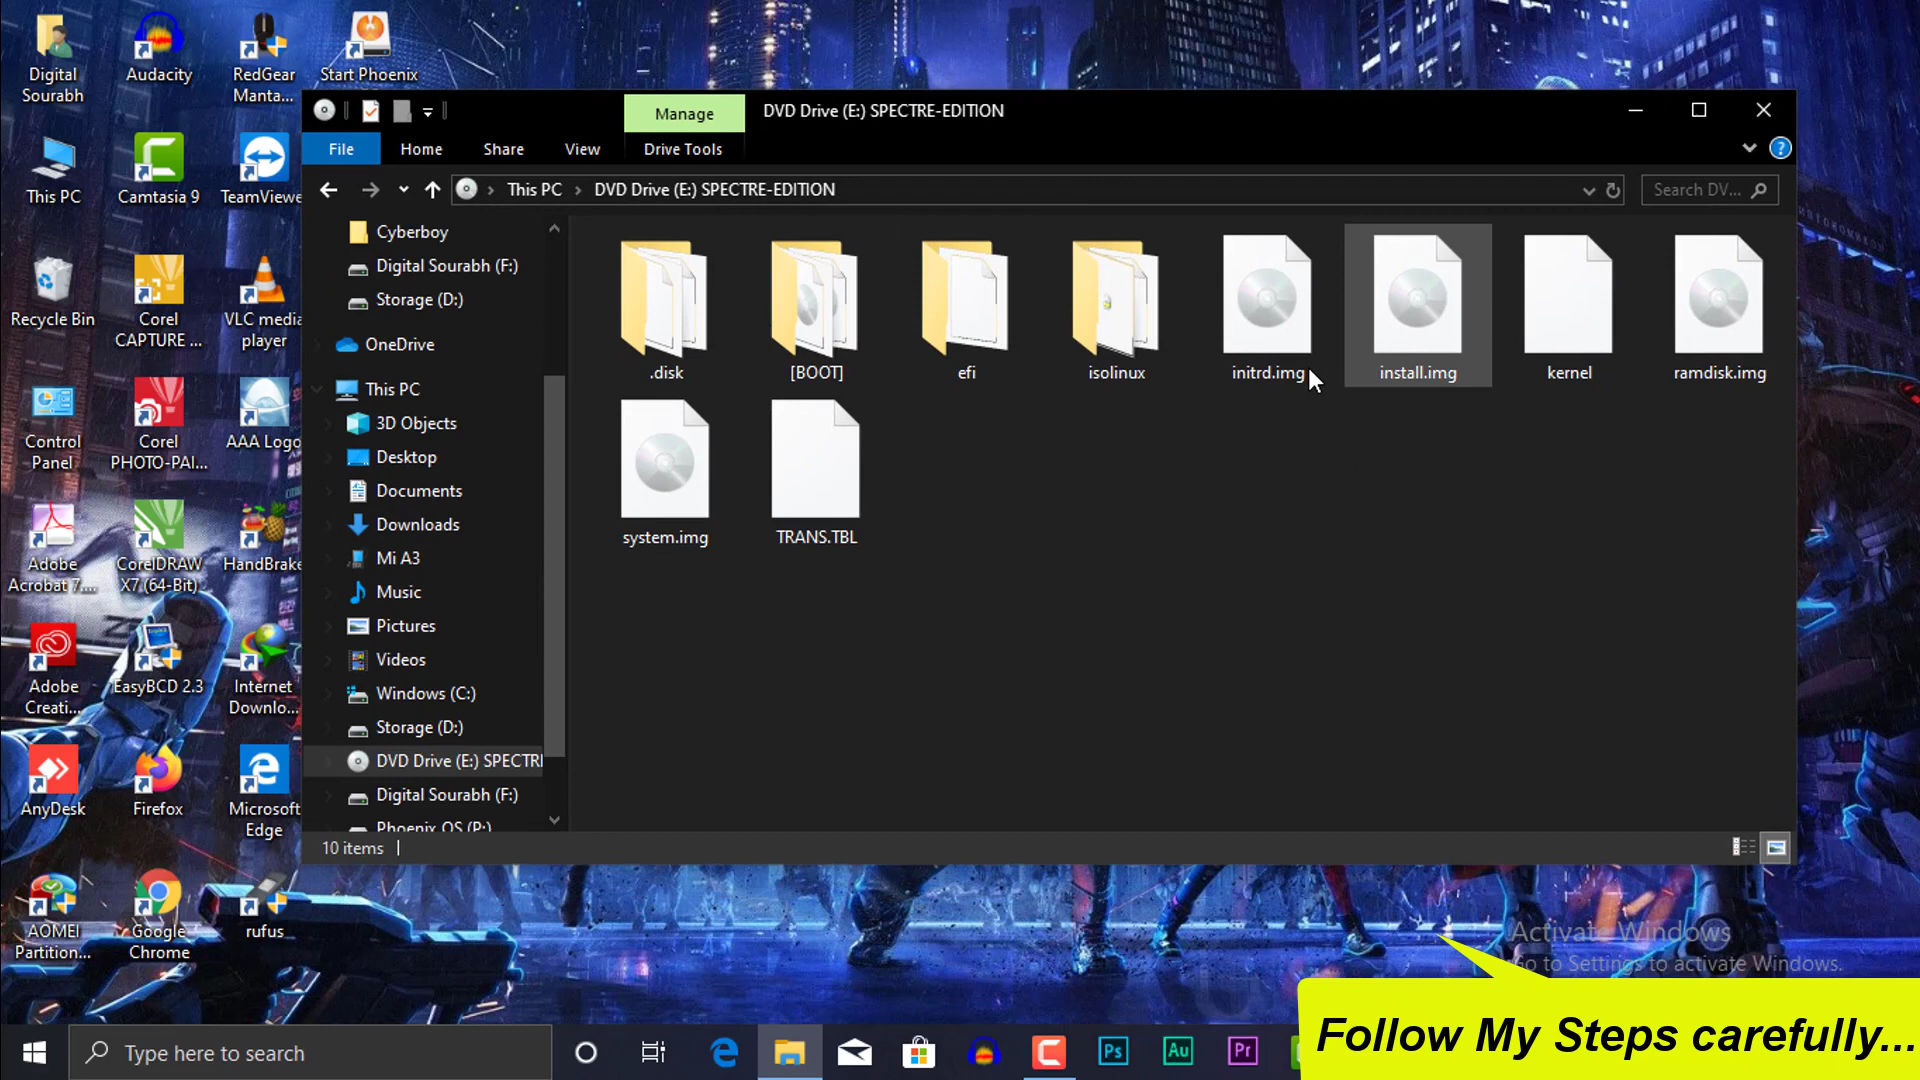 Digital
Sourabh
Audacity
RedGear
Manta...
Start Phoenix
This PC
Camtasia 9
TeamViewe
Recycle Bin
Corel
CAPTURE ...
VLC media
player
Control
Panel
Corel
PHOTO-PAI...
AAA Logo
Adobe
Acrobat 7....
CorelDRAW
X7 (64-Bit)
HandBrake
Adobe
Creati...
EasyBCD 2.3
Internet
Downlo...
AnyDesk
Firefox
Microsoft
Edge
AOMEI
Partition...
Google
Chrome
rufus
Manage
DVD Drive (E:) SPECTRE-EDITION
File
Home
Share
View
Drive Tools
This PC
DVD Drive (E:) SPECTRE-EDITION
Search DV...
Cyberboy
Digital Sourabh (F:)
Storage (D:)
OneDrive
This PC
3D Objects
Desktop
Documents
Downloads
Mi A3
Music
Pictures
Videos
Windows (C:)
Storage (D:)
DVD Drive (E:) SPECTRE
Digital Sourabh (F:)
Phoenix OS (P:)
.disk
[BOOT]
efi
isolinux
initrd.img
install.img
kernel
ramdisk.img
system.img
TRANS.TBL
10 items
Activate Windows
Go to Settings to activate Windows.
Follow My Steps carefully...
Type here to search
Ps
Au
Pr